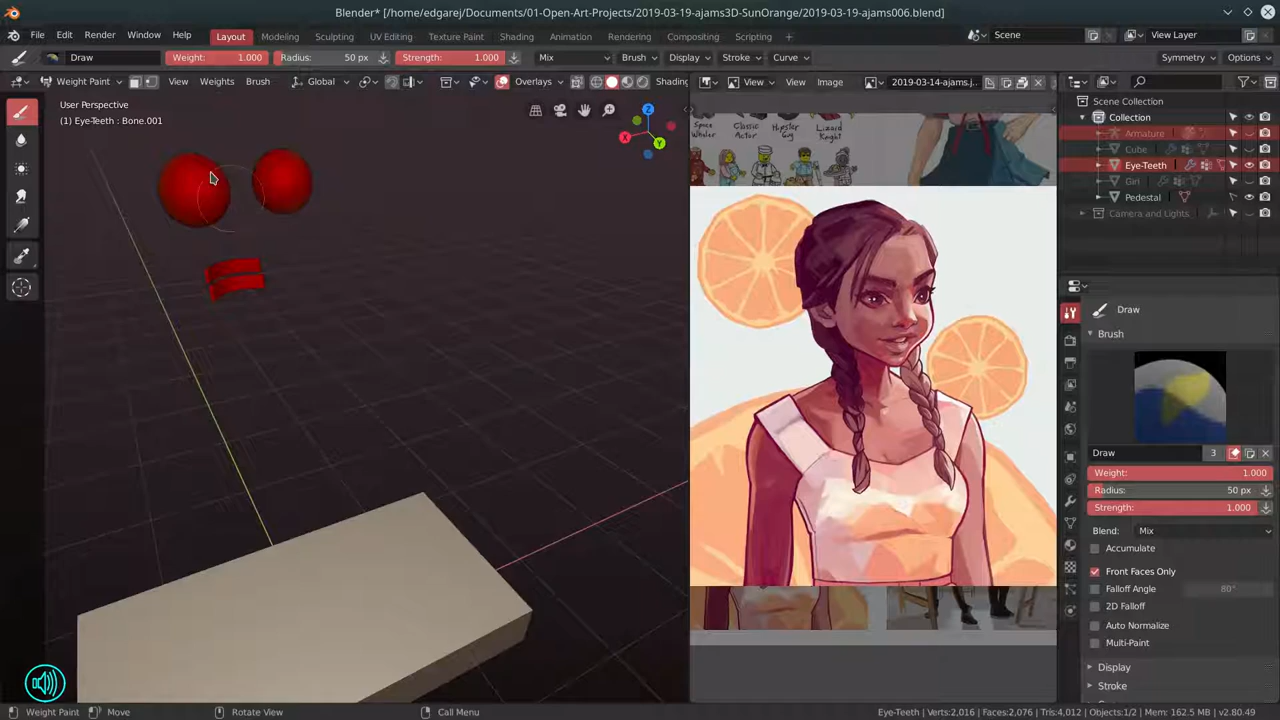 Blender* [/home/edgarej/Documents/01-Open-Art-Projects/2019-03-19-ajams3D-SunOrange/2019-03-19-ajams006.blend]
File Edit Render Window Help Layout Modeling Sculpting UV Editing Texture Paint Shading Animation Rendering Compositing Scripting + Scene View Layer
Draw Weight: 1.000 Radius: 50 px Strength: 1.000 Mix Brush Display Stroke Curve Symmetry Options
Weight Paint View Weights Brush Global Overlays Shading View View Image 2019-03-14-ajams.j..
User Perspective
(1) Eye-Teeth : Bone.001
X
Y
Z
Space
Classic Actor
Hipster Guy
Lizard Knight
Scene Collection
Collection
Armature
Cube
Eye-Teeth
Girl
Pedestal
Camera and Lights
Draw
Brush
Draw 3
Weight: 1.000
Radius: 50 px
Strength: 1.000
Blend: Mix
Accumulate
Front Faces Only
Falloff Angle 80°
2D Falloff
Auto Normalize
Multi-Paint
Display
Stroke
Weight Paint Move Rotate View Call Menu Eye-Teeth | Verts:2,016 | Faces:2,076 | Tris:4,012 | Objects:1/2 | Mem: 162.5 MB | v2.80.49